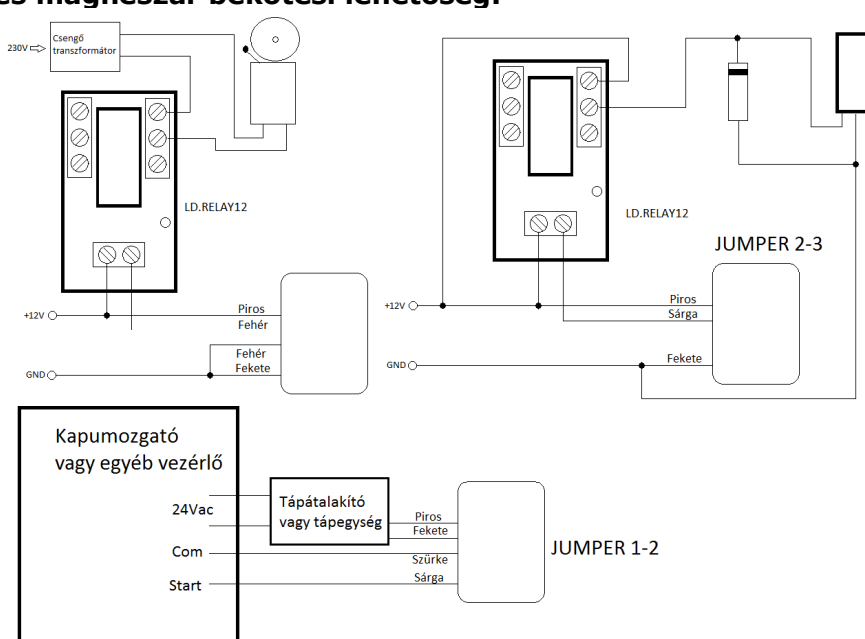 és mágneszár bekötési lehetőség:
Csengő
transzformátor
230V
LD.RELAY12
+12V
Piros
Fehér
Fehér
Fekete
GND
LD.RELAY12
JUMPER 2-3
+12V
Piros
Sárga
GND
Fekete
Kapumozgató
vagy egyéb vezérlő
24Vac
Com
Start
Tápátalakító
vagy tápegység
Piros
Fekete
Szürke
Sárga
JUMPER 1-2